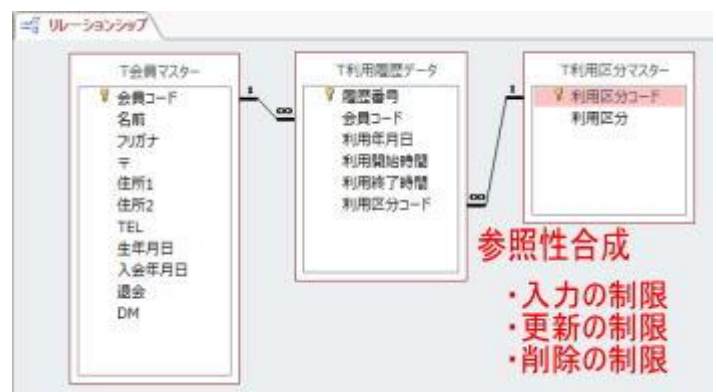 リレーションシップ
T会員マスター
会員コード
名前
フリガナ
〒
住所1
住所2
TEL
生年月日
入会年月日
退会
DM
1
∞
T利用履歴データ
履歴番号
会員コード
利用年月日
利用開始時間
利用終了時間
利用区分コード
∞
1
T利用区分マスター
利用区分コード
利用区分
参照性合成
・入力の制限
・更新の制限
・削除の制限